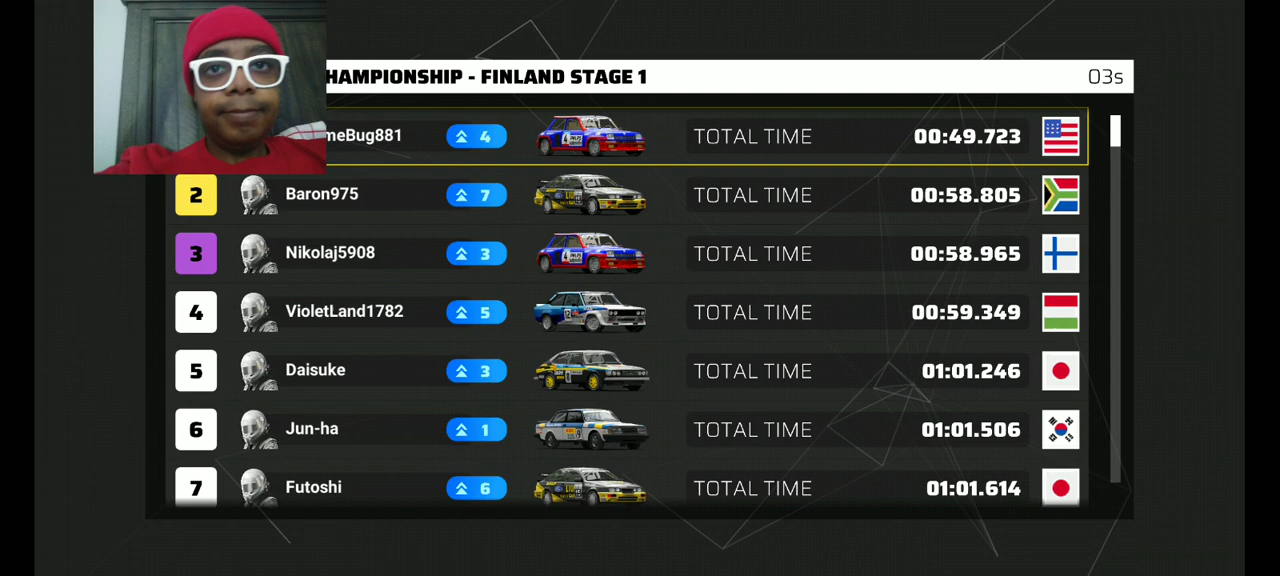 HAMPIONSHIP - FINLAND STAGE 1 03s
meBug881 4 TOTAL TIME 00:49.723
2 Baron975 7 TOTAL TIME 00:58.805
3 Nikolaj5908 3 TOTAL TIME 00:58.965
4 VioletLand1782 5 TOTAL TIME 00:59.349
5 Daisuke 3 TOTAL TIME 01:01.246
6 Jun-ha 1 TOTAL TIME 01:01.506
7 Futoshi 6 TOTAL TIME 01:01.614